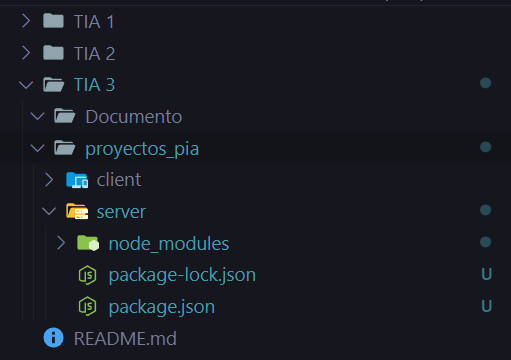 TIA 1
TIA 2
TIA 3
Documento
proyectos_pia
client
server
node_modules
package-lock.json U
package.json U
README.md